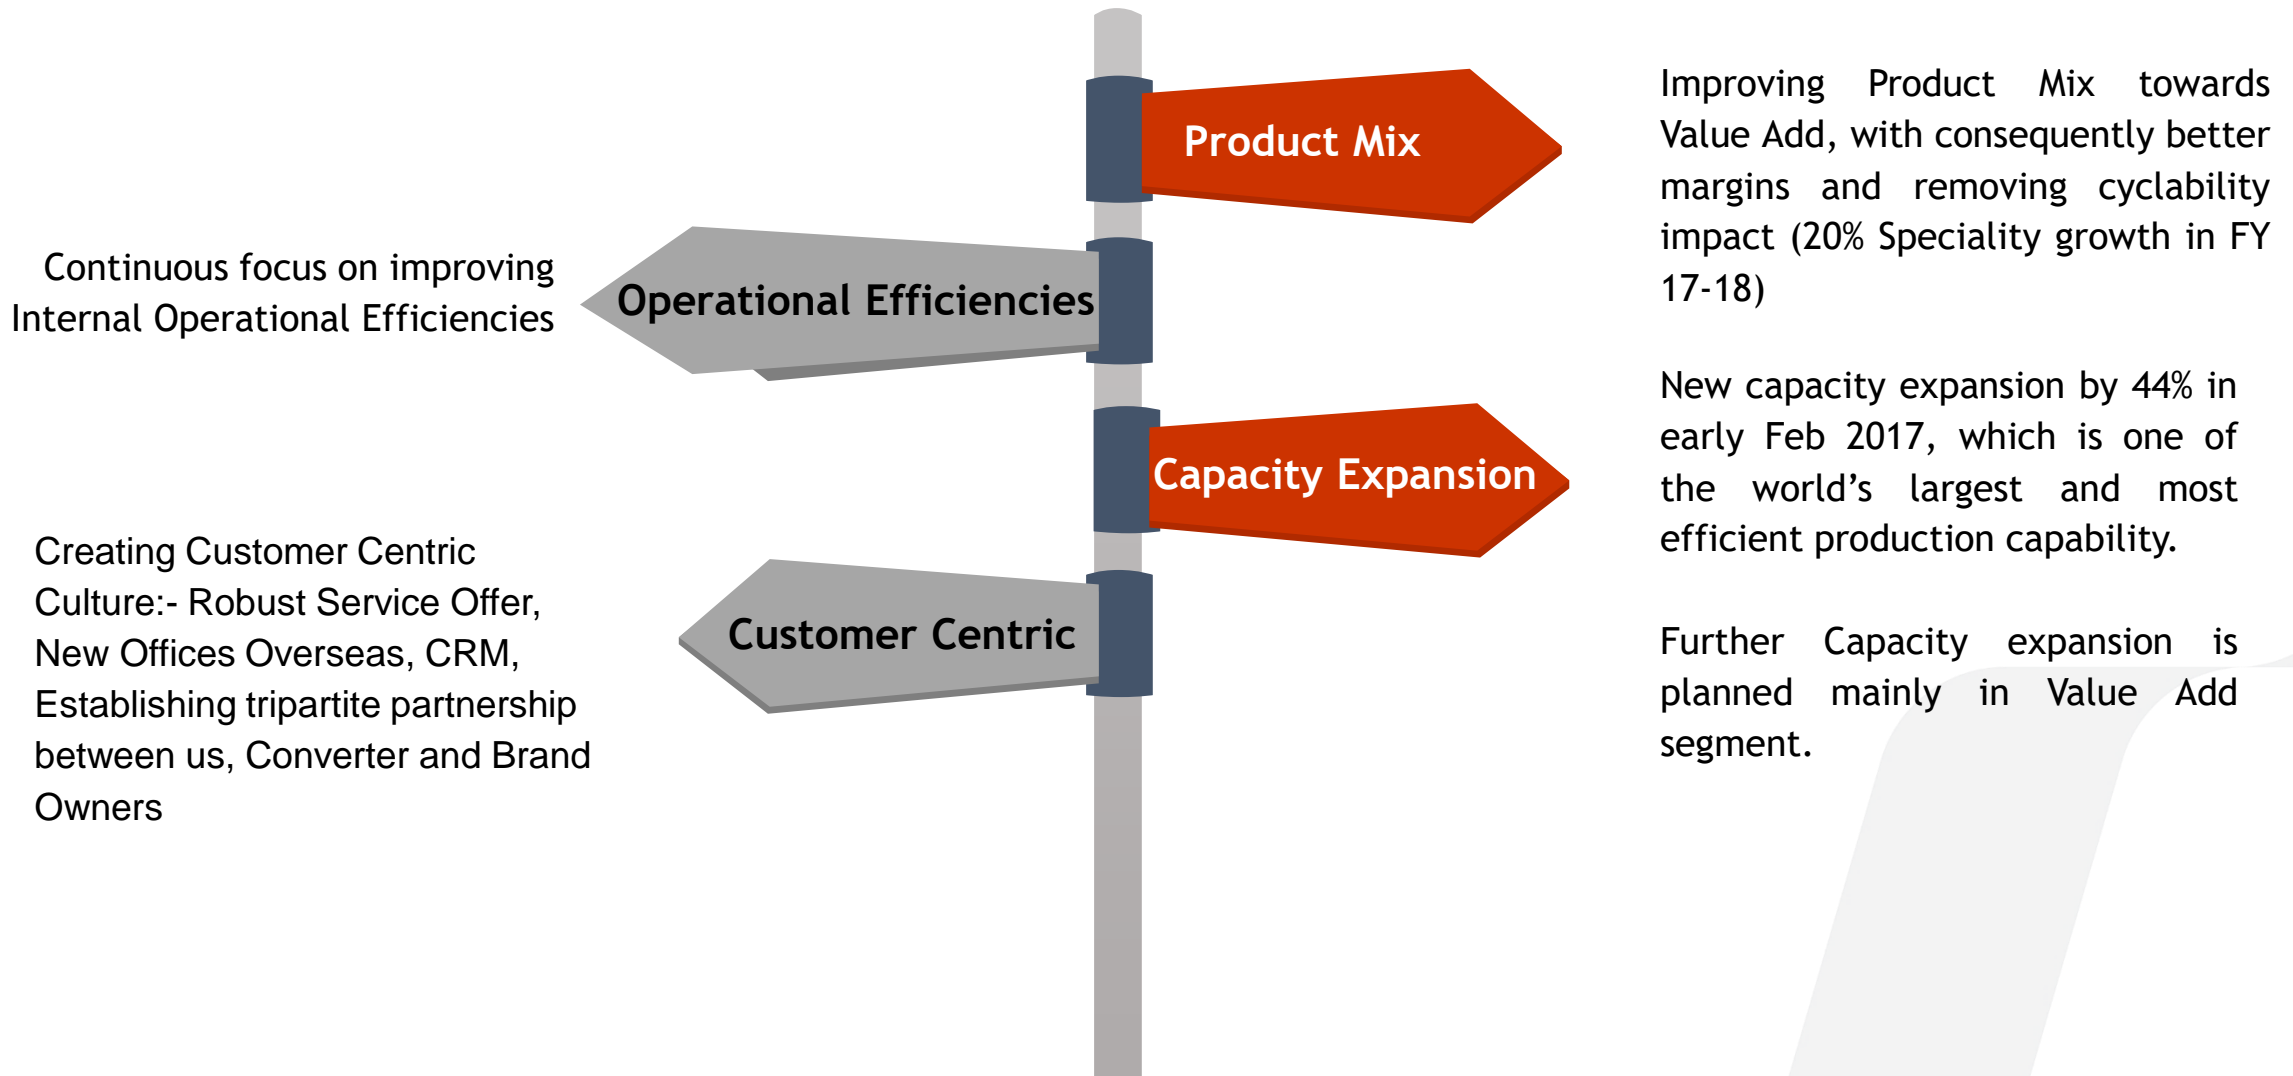 Product Mix
Improving Product Mix towards
Value Add, with consequently better
margins and removing cyclability
impact (20% Speciality growth in FY
17-18)
Continuous focus on improving
Internal Operational Efficiencies
Operational Efficiencies
Capacity Expansion
New capacity expansion by 44% in
early Feb 2017, which is one of
the world’s largest and most
efficient production capability.
Further Capacity expansion is
planned mainly in Value Add
segment.
Creating Customer Centric
Culture:- Robust Service Offer,
New Offices Overseas, CRM,
Establishing tripartite partnership
between us, Converter and Brand
Owners
Customer Centric